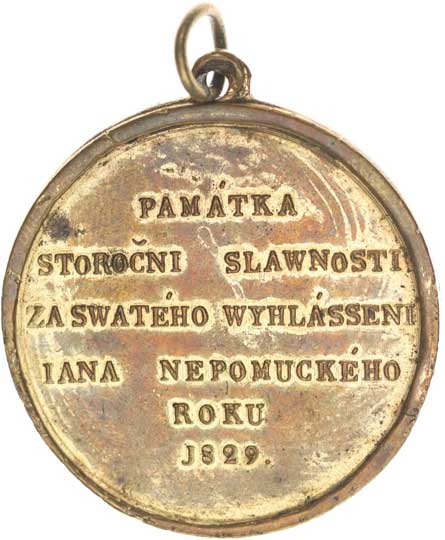 PAMÁTKA
STOROČNI SLAWNOSTI
ZA SWATÉHO WYHLÁSSENI
IANA NEPOMUCKÉHO
ROKU
1829.